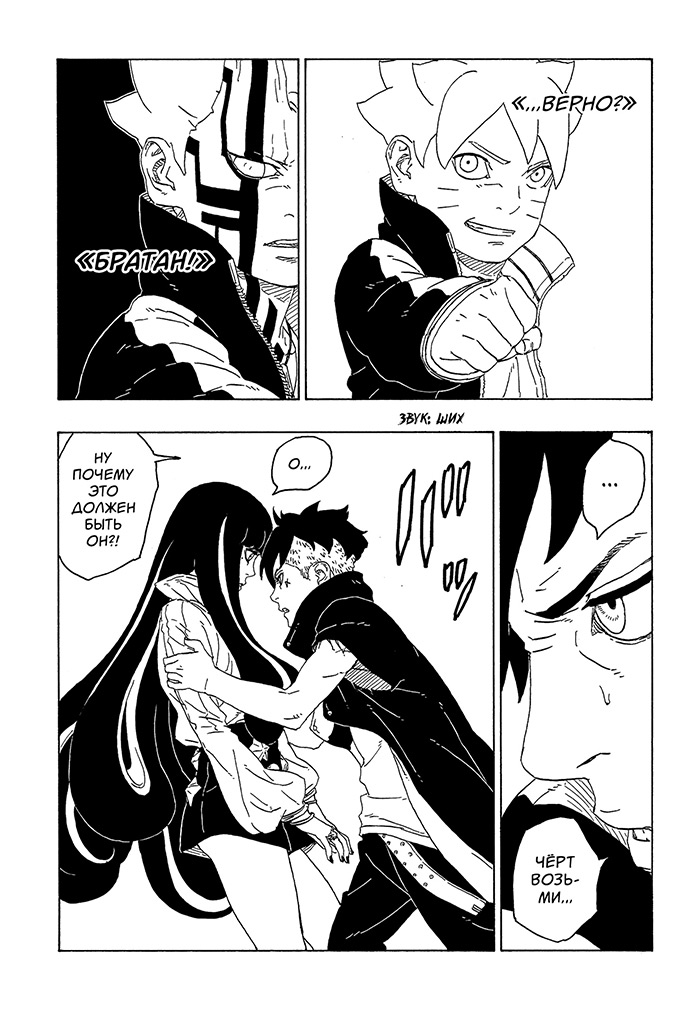 «...ВЕРНО?»
«БРАТАН!»
...
ЧЁРТ
ВОЗЬ-
МИ...
ЗВУК: ШИХ
О...
НУ
ПОЧЕМУ
ЭТО
ДОЛЖЕН
БЫТЬ
ОН?!